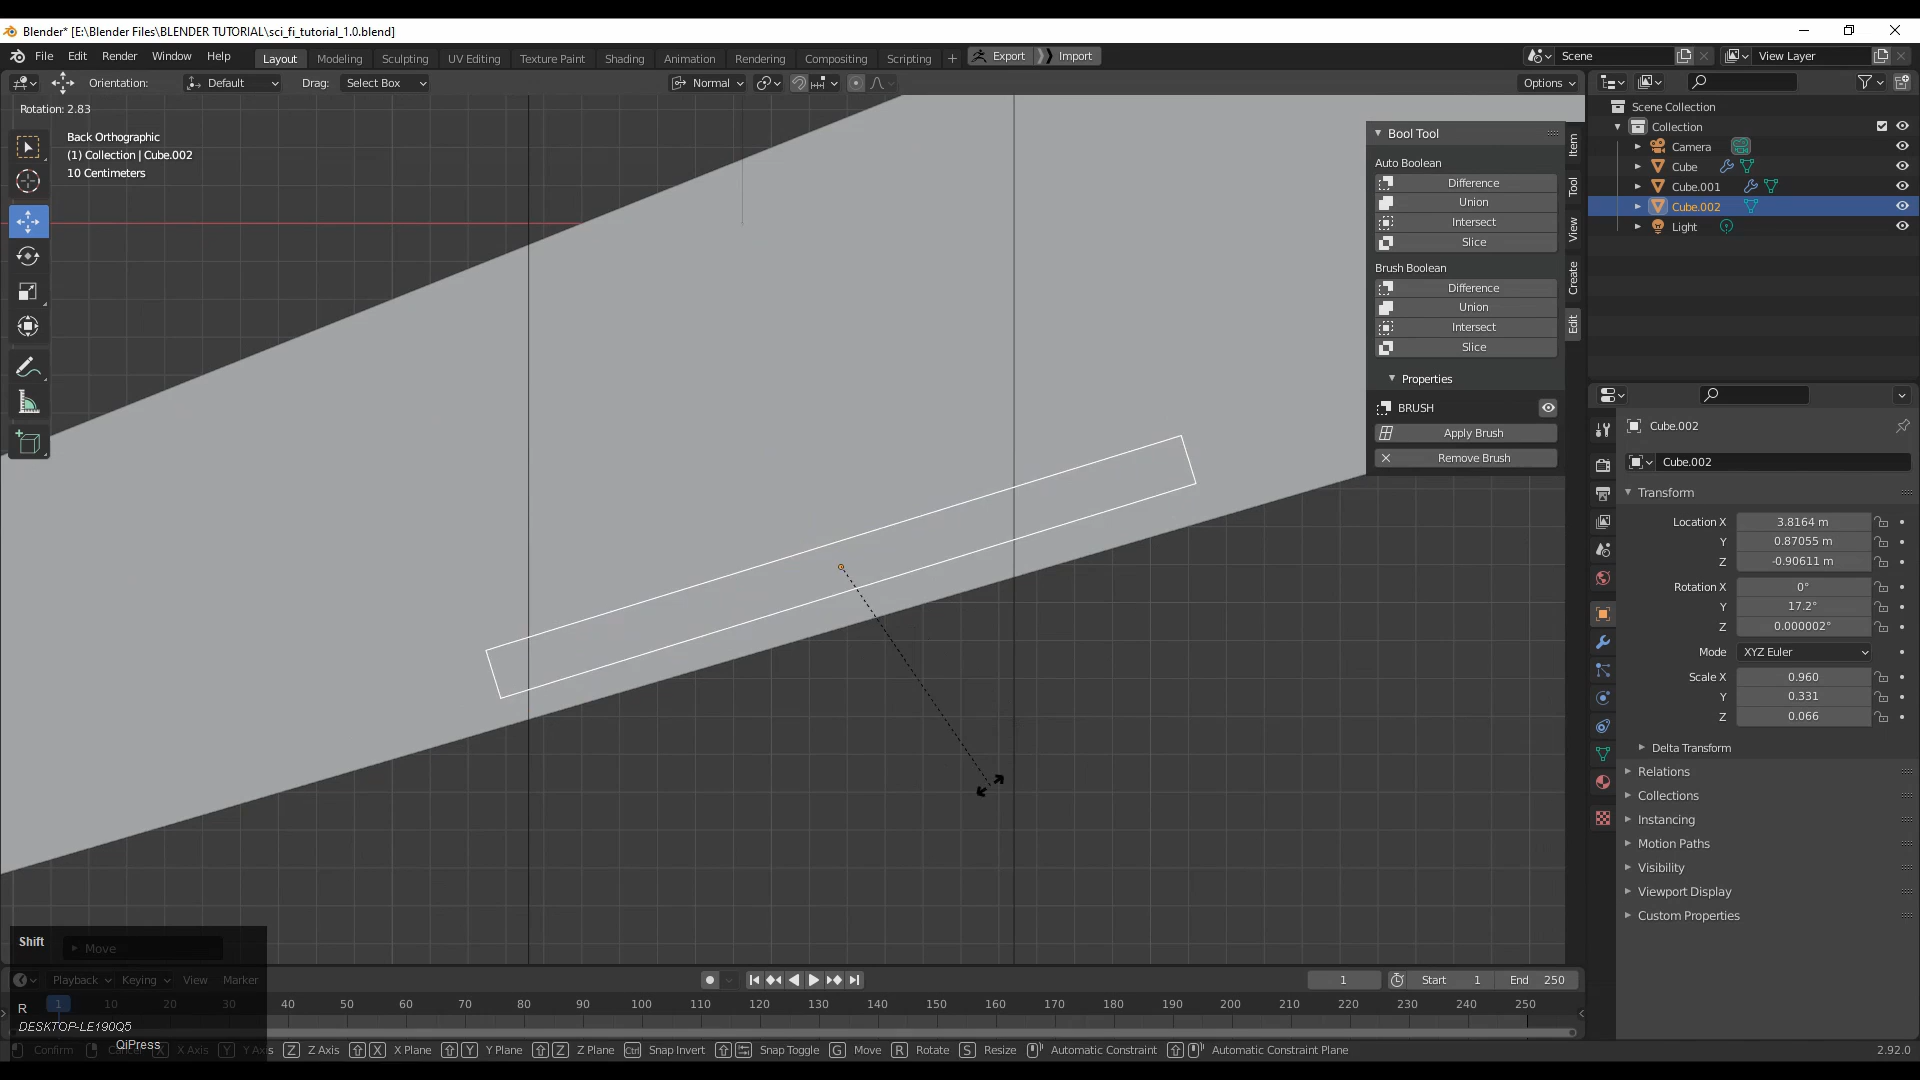 Blender* [E:\Blender Files\BLENDER TUTORIAL\sci_fi_tutorial_1.0.blend]
File Edit Render Window Help Layout Modeling Sculpting UV Editing Texture Paint Shading Animation Rendering Compositing Scripting + Export Import Scene View Layer
Orientation: Default Drag: Select Box Normal Options
Rotation: 2.83
Back Orthographic
(1) Collection | Cube.002
10 Centimeters
Bool Tool
Auto Boolean
Difference
Union
Intersect
Slice
Brush Boolean
Difference
Union
Intersect
Slice
Properties
BRUSH
Apply Brush
Remove Brush
Item
Tool
View
Create
Edit
Scene Collection
Collection
Camera
Cube
Cube.001
Cube.002
Light
Cube.002
Cube.002
Transform
Location X 3.8164 m
Y 0.87055 m
Z -0.90611 m
Rotation X 0°
Y 17.2°
Z 0.000002°
Mode XYZ Euler
Scale X 0.960
Y 0.331
Z 0.066
Delta Transform
Relations
Collections
Instancing
Motion Paths
Visibility
Viewport Display
Custom Properties
Shift
Move
Playback Keying View Marker 1 Start 1 End 250
1 10 20 30 40 50 60 70 80 90 100 110 120 130 140 150 160 170 180 190 200 210 220 230 240 250
R
DESKTOP-LE190Q5
QiPress
Confirm Cancel X X Axis Y Y Axis Z Z Axis X X Plane Y Y Plane Z Z Plane Ctrl Snap Invert Snap Toggle G Move R Rotate S Resize Automatic Constraint Automatic Constraint Plane 2.92.0